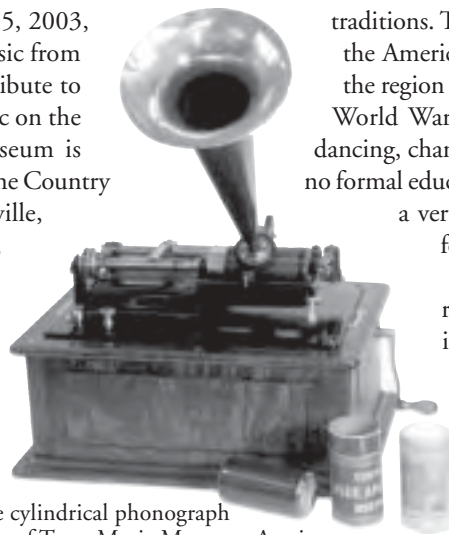 5, 2003,
sic from
ibute to
c on the
seum is
ne Country
ville,
e cylindrical phonograph
traditions. T
the Americ
the region
World War
dancing, char
no formal educ
a ver
f
r
i